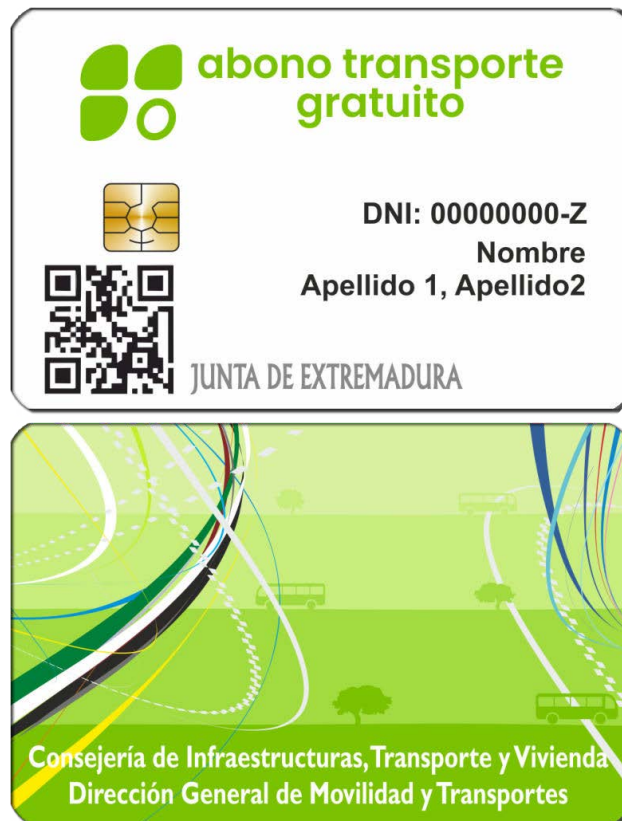 abono transporte
gratuito
DNI: 00000000-Z
Nombre
Apellido 1, Apellido2
JUNTA DE EXTREMADURA
Consejería de Infraestructuras, Transporte y Vivienda
Dirección General de Movilidad y Transportes